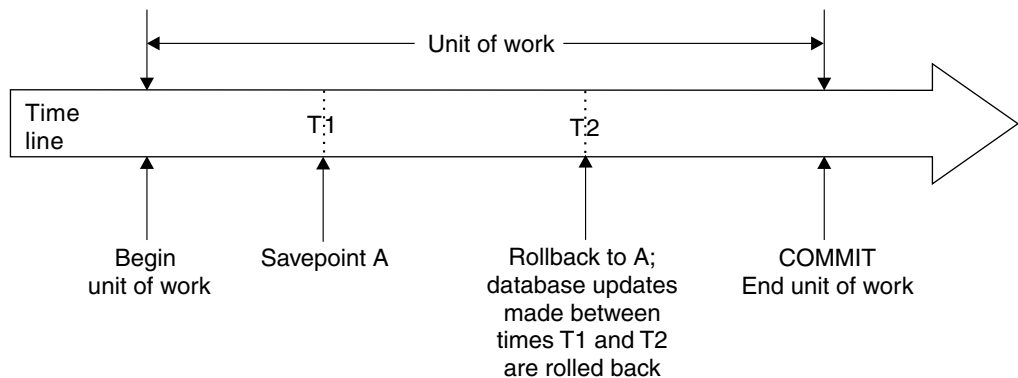 Unit of work
Time
line
T1
T2
Begin
unit of work
Savepoint A
Rollback to A;
database updates
made between
times T1 and T2
are rolled back
COMMIT
End unit of work